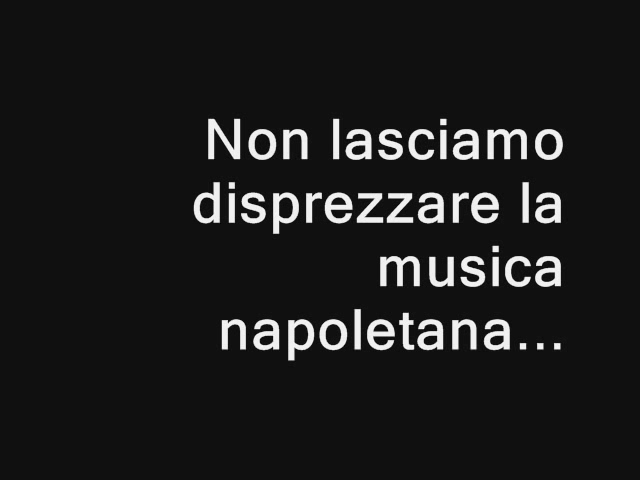 Non lasciamo
disprezzare la
musica
napoletana...